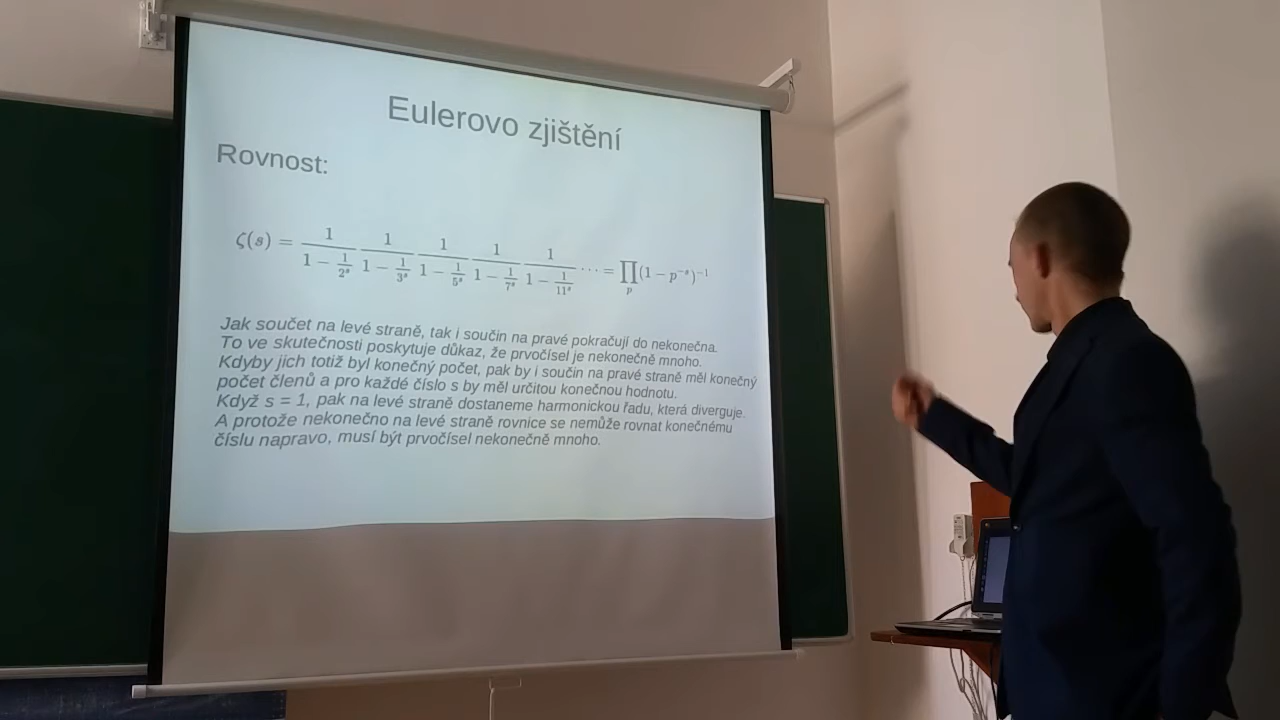 Eulerovo zjištění
Rovnost:
ζ(s) = 1/(1 − 1/2^s) 1/(1 − 1/3^s) 1/(1 − 1/5^s) 1/(1 − 1/7^s) 1/(1 − 1/11^s) ⋯ = ∏_p (1 − p^{−s})^{−1}
Jak součet na levé straně, tak i součin na pravé pokračují do nekonečna.
To ve skutečnosti poskytuje důkaz, že prvočísel je nekonečně mnoho.
Kdyby jich totiž byl konečný počet, pak by i součin na pravé straně měl konečný
počet členů a pro každé číslo s by měl určitou konečnou hodnotu.
Když s = 1, pak na levé straně dostaneme harmonickou řadu, která diverguje.
A protože nekonečno na levé straně rovnice se nemůže rovnat konečnému
číslu napravo, musí být prvočísel nekonečně mnoho.